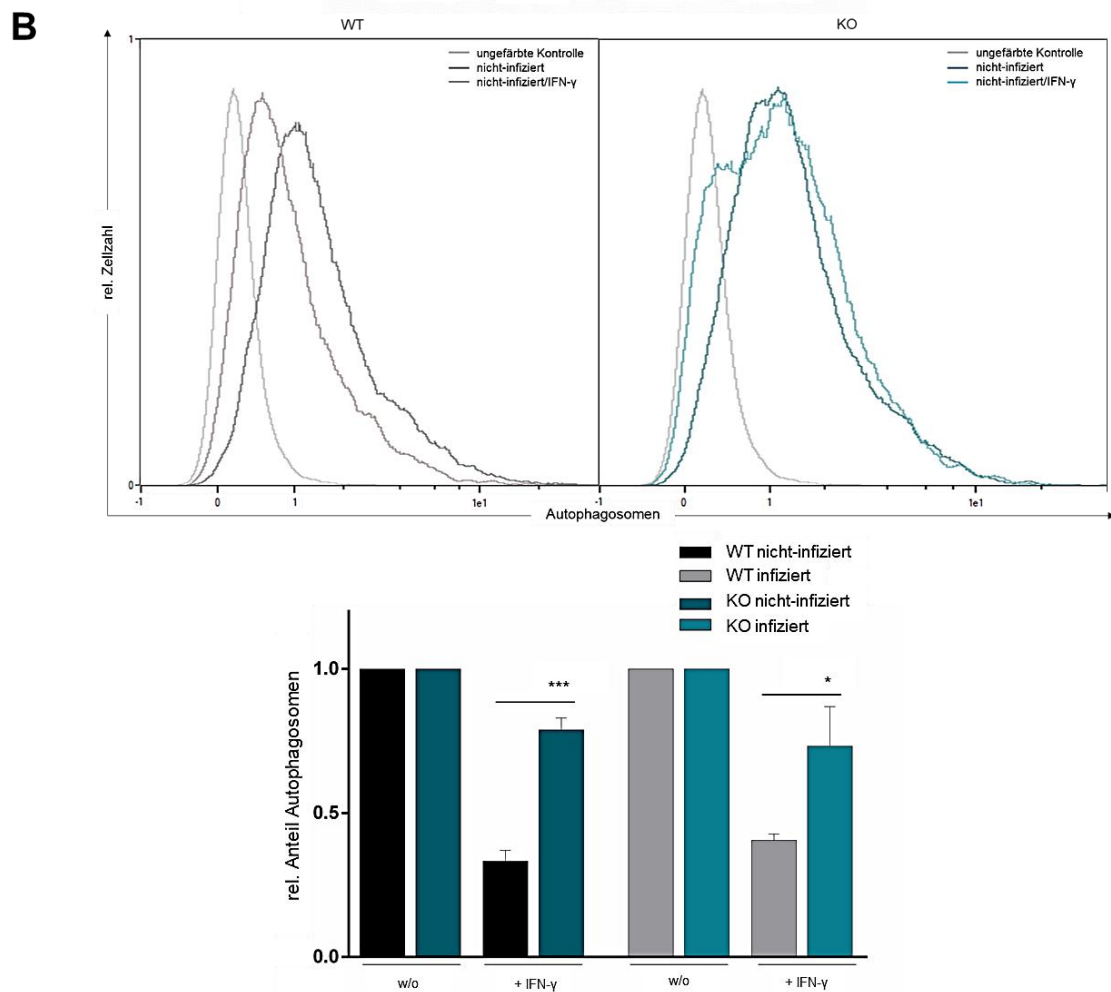 B
WT
KO
ungefärbte Kontrolle
nicht-infiziert
nicht-infiziert/IFN-γ
ungefärbte Kontrolle
nicht-infiziert
nicht-infiziert/IFN-γ
rel. Zellzahl
1
0
-1 0 1 1e1
-1 0 1 1e1
Autophagosomen
WT nicht-infiziert
WT infiziert
KO nicht-infiziert
KO infiziert
rel. Anteil Autophagosomen
1.0
0.5
0.0
***
*
w/o
+ IFN-γ
w/o
+ IFN-γ